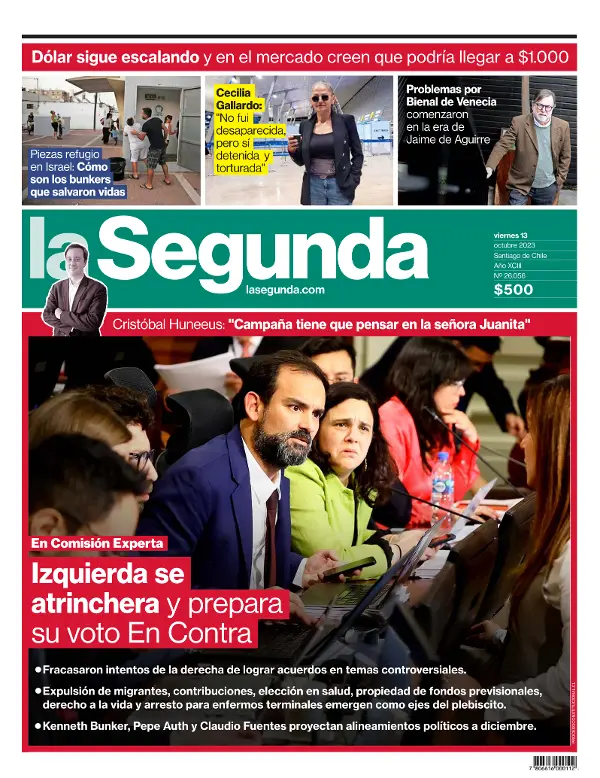 Dólar sigue escalando y en el mercado creen que podría llegar a $1.000
Piezas refugio
en Israel: Cómo
son los bunkers
que salvaron vidas
Cecilia
Gallardo:
"No fui
desaparecida,
pero sí
detenida y
torturada"
Problemas por
Bienal de Venecia
comenzaron
en la era de
Jaime de Aguirre
la Segunda
lasegunda.com
viernes 13
octubre 2023
Santiago de Chile
Año XCIII
Nº 26.058
$500
Cristóbal Huneeus: "Campaña tiene que pensar en la señora Juanita"
En Comisión Experta
Izquierda se
atrinchera y prepara
su voto En Contra
• Fracasaron intentos de la derecha de lograr acuerdos en temas controversiales.
• Expulsión de migrantes, contribuciones, elección en salud, propiedad de fondos previsionales,
derecho a la vida y arresto para enfermos terminales emergen como ejes del plebiscito.
• Kenneth Bunker, Pepe Auth y Claudio Fuentes proyectan alineamientos políticos a diciembre.
7 806616 000112